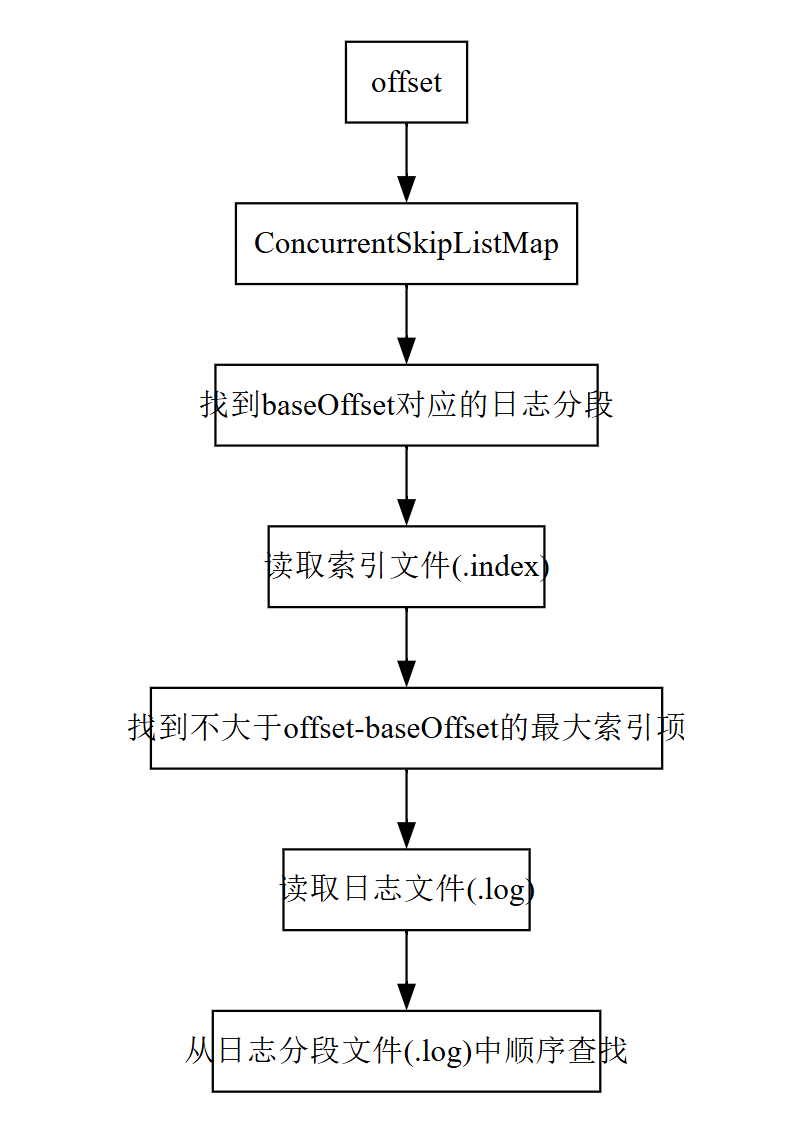 offset
ConcurrentSkipListMap
找到baseOffset对应的日志分段
读取索引文件(.index)
找到不大于offset-baseOffset的最大索引项
读取日志文件(.log)
从日志分段文件(.log)中顺序查找